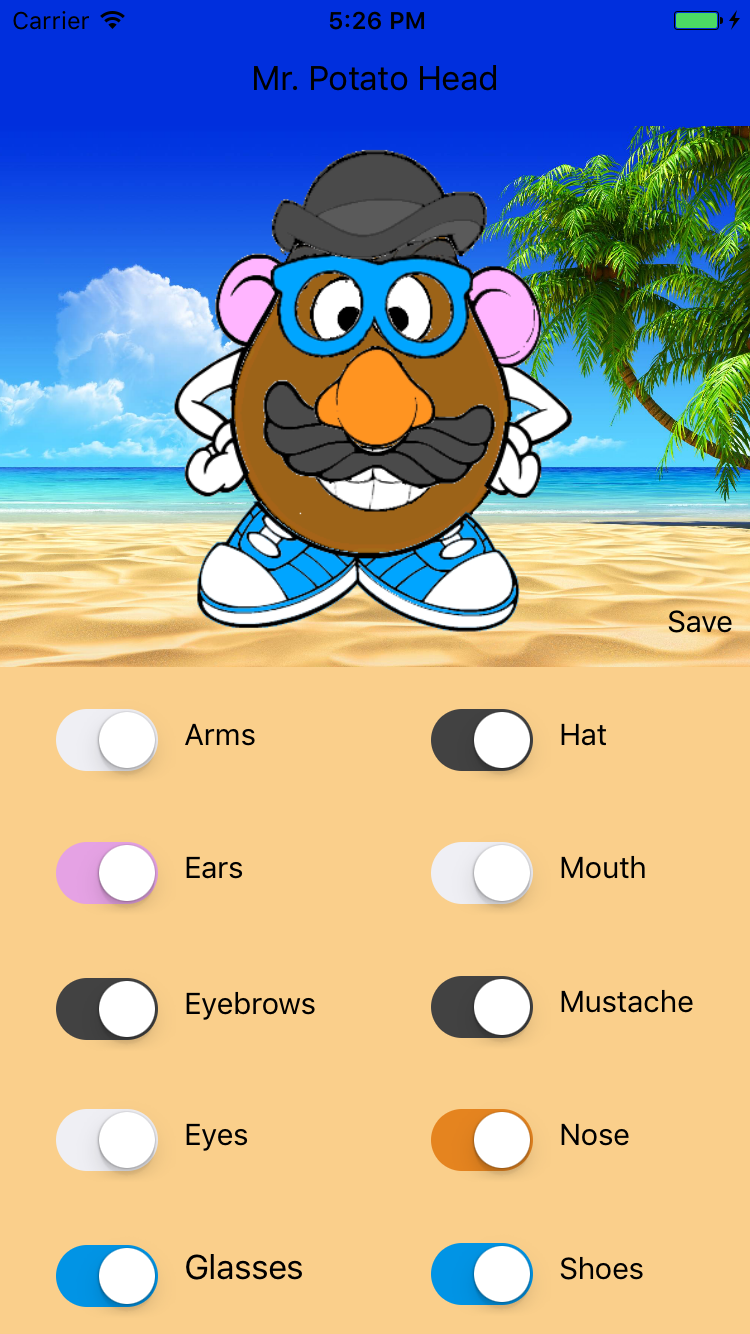 Carrier 5:26 PM
Mr. Potato Head
Save
Arms Hat
Ears Mouth
Eyebrows Mustache
Eyes Nose
Glasses Shoes